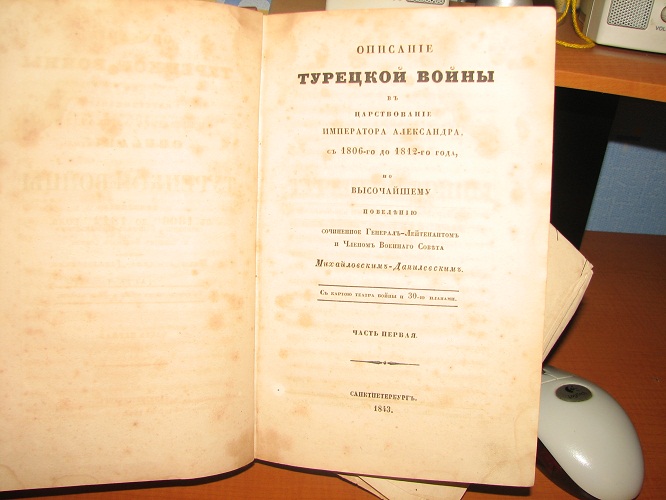 ОПИСАНІЕ
ТУРЕЦКОЙ ВОЙНЫ
ВЪ
ЦАРСТВОВАНІЕ
ИМПЕРАТОРА АЛЕКСАНДРА,
съ 1806-го до 1812-го года,
ПО
ВЫСОЧАЙШЕМУ
ПОВЕЛѢНІЮ
СОЧИНЕННОЕ ГЕНЕРАЛЪ-ЛЕЙТЕНАНТОМЪ
И ЧЛЕНОМЪ ВОЕННАГО СОВѢТА
Михайловскимъ-Данилевскимъ.
Съ картою театра войны и 30-ю планами.
ЧАСТЬ ПЕРВАЯ.
САНКТПЕТЕРБУРГЪ.
1843.